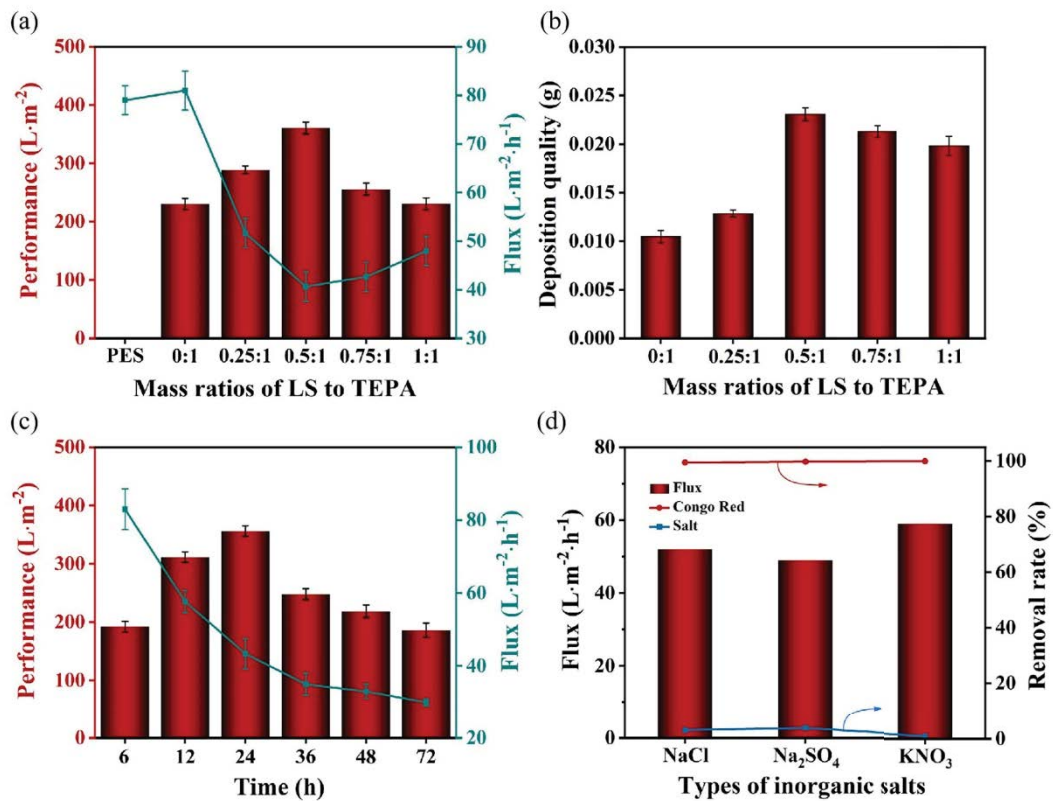 (a)
500
400
300
200
100
0
Performance (L·m⁻²)
90
80
70
60
50
40
30
Flux (L·m⁻²·h⁻¹)
PES 0:1 0.25:1 0.5:1 0.75:1 1:1
Mass ratios of LS to TEPA
(b)
0.030
0.025
0.020
0.015
0.010
0.005
0.000
Deposition quality (g)
0:1 0.25:1 0.5:1 0.75:1 1:1
Mass ratios of LS to TEPA
(c)
500
400
300
200
100
0
Performance (L·m⁻²)
100
80
60
40
20
Flux (L·m⁻²·h⁻¹)
6 12 24 36 48 72
Time (h)
(d)
80
60
40
20
0
Flux (L·m⁻²·h⁻¹)
Flux
Congo Red
Salt
100
80
60
40
20
0
Removal rate (%)
NaCl Na₂SO₄ KNO₃
Types of inorganic salts